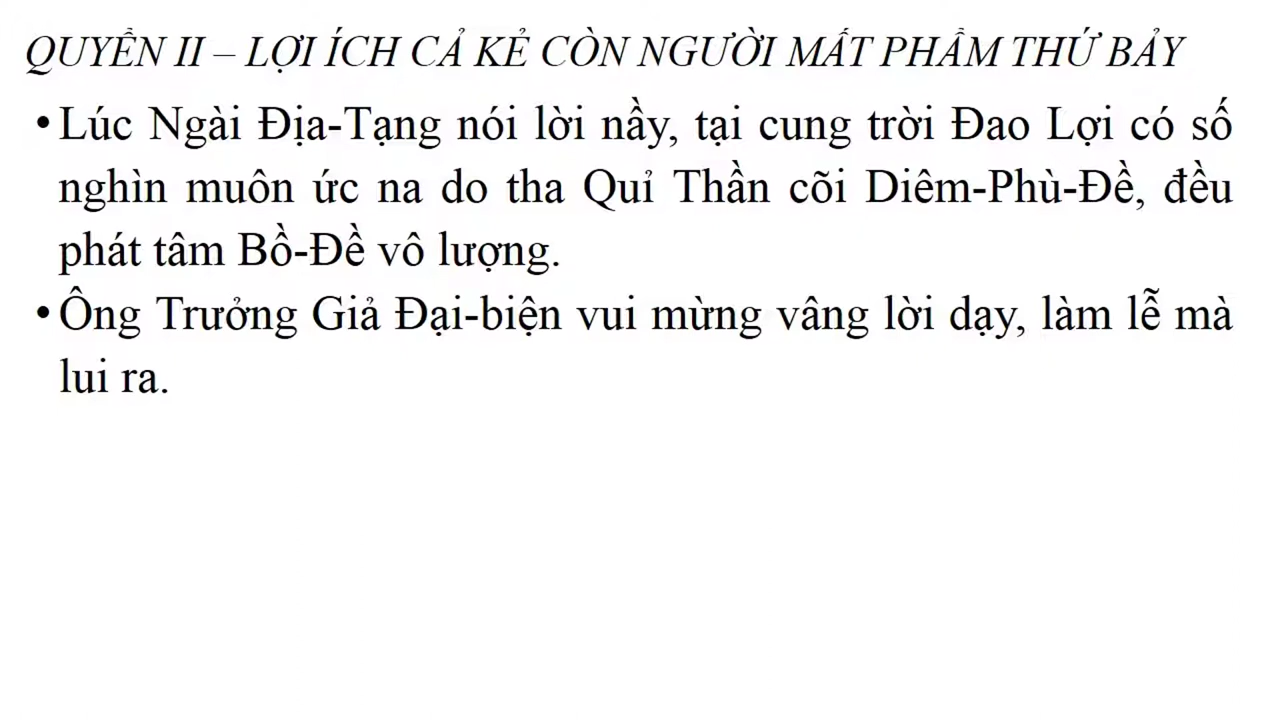 QUYỂN II – LỢI ÍCH CẢ KẺ CÒN NGƯỜI MẤT PHẨM THỨ BẢY
•Lúc Ngài Địa-Tạng nói lời nầy, tại cung trời Đao Lợi có số
nghìn muôn ức na do tha Quỉ Thần cõi Diêm-Phù-Đề, đều
phát tâm Bồ-Đề vô lượng.
•Ông Trưởng Giả Đại-biện vui mừng vâng lời dạy, làm lễ mà
lui ra.